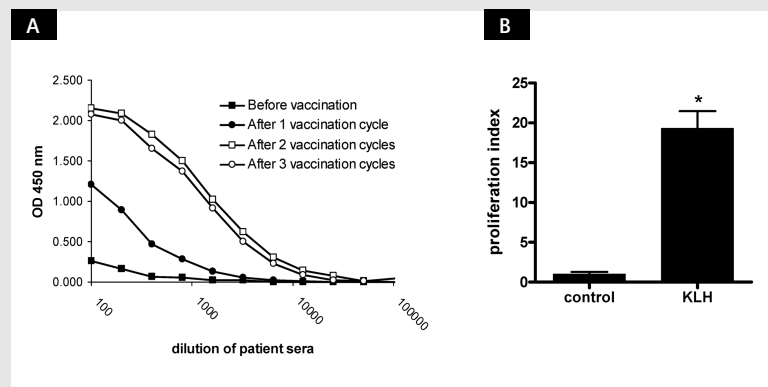 A
2.500
2.000
1.500
1.000
0.500
0.000
OD 450 nm
Before vaccination
After 1 vaccination cycle
After 2 vaccination cycles
After 3 vaccination cycles
100
1000
10000
100000
dilution of patient sera
B
25
20
15
10
5
0
proliferation index
*
control
KLH